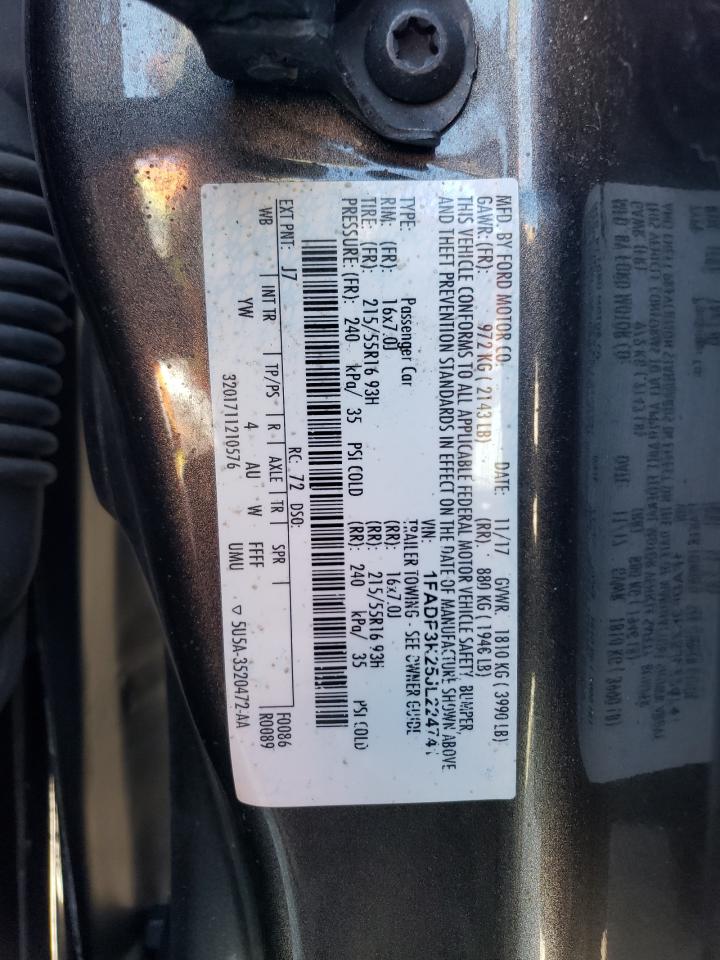 MFD. BY FORD MOTOR CO. DATE: 11/17 GVWR: 1810 KG ( 3990 LB)
GAWR: (FR): 972 KG ( 2143 LB) (RR): 880 KG ( 1940 LB)
THIS VEHICLE CONFORMS TO ALL APPLICABLE FEDERAL MOTOR VEHICLE SAFETY, BUMPER,
AND THEFT PREVENTION STANDARDS IN EFFECT ON THE DATE OF MANUFACTURE SHOWN ABOVE
VIN:
TYPE: Passenger Car TRAILER TOWING - SEE OWNER GUIDE
RIM: (FR): 16x7.0J (RR): 16x7.0J
TIRE: (FR): 215/55R16 93H (RR): 215/55R16 93H
PRESSURE: (FR): 240 kPa/ 35 PSI COLD (RR): 240 kPa/ 35 PSI COLD
RC: 72 DSO: F0086
EXT PNT: J7 INT TR TP/PS R AXLE TR SPR R0089
WB YW 4 AU W FFFF UMU
3201711210576 ▽ 5U5A-3520472-AA